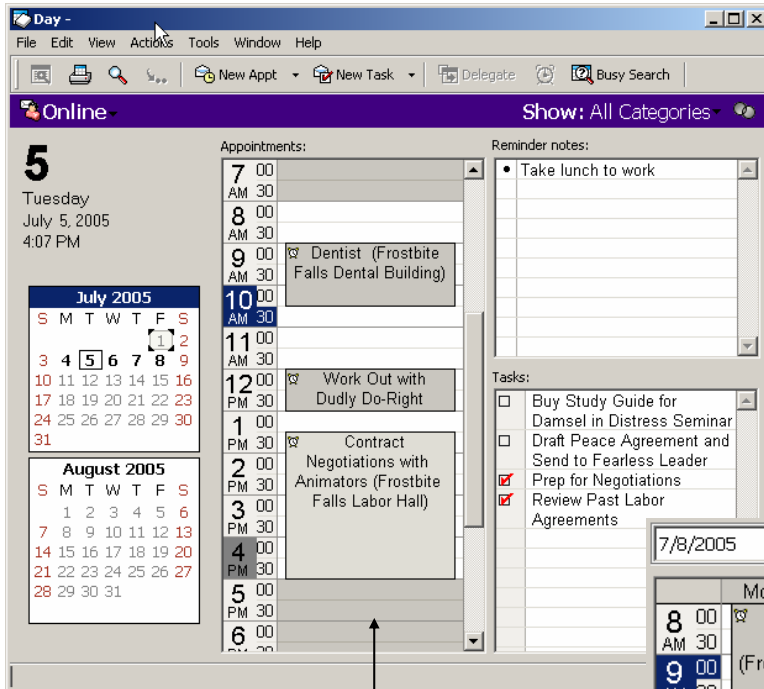 Day -
File Edit View Actions Tools Window Help
New Appt New Task Delegate Busy Search
Online Show: All Categories
5
Tuesday
July 5, 2005
4:07 PM
July 2005
S M T W T F S
1 2
3 4 5 6 7 8 9
10 11 12 13 14 15 16
17 18 19 20 21 22 23
24 25 26 27 28 29 30
31
August 2005
S M T W T F S
1 2 3 4 5 6
7 8 9 10 11 12 13
14 15 16 17 18 19 20
21 22 23 24 25 26 27
28 29 30 31
Appointments:
7 00
AM 30
8 00
AM 30
9 00
AM 30
10 00
AM 30
11 00
AM 30
12 00
PM 30
1 00
PM 30
2 00
PM 30
3 00
PM 30
4 00
PM 30
5 00
PM 30
6 00
Dentist (Frostbite
Falls Dental Building)
Work Out with
Dudly Do-Right
Contract
Negotiations with
Animators (Frostbite
Falls Labor Hall)
Reminder notes:
• Take lunch to work
Tasks:
Buy Study Guide for
Damsel in Distress Seminar
Draft Peace Agreement and
Send to Fearless Leader
Prep for Negotiations
Review Past Labor
Agreements
7/8/2005
Mo
8 00
AM 30
9 00
(Fr